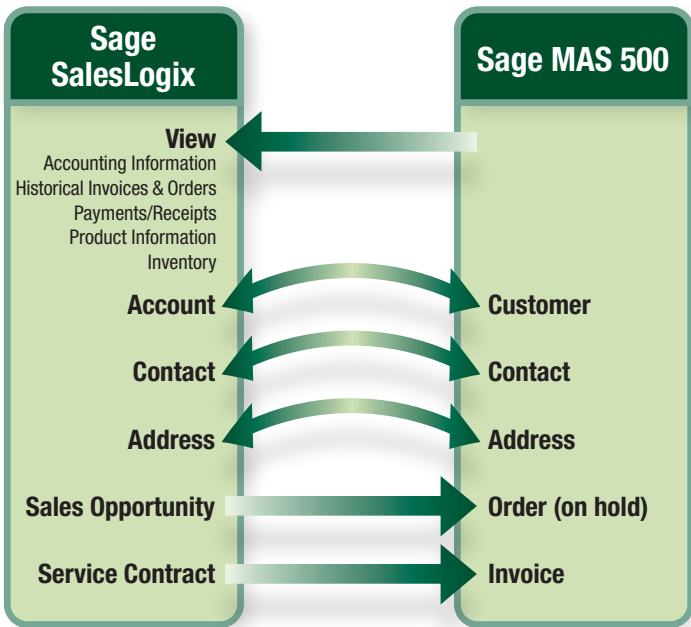 Sage
SalesLogix
Sage MAS 500
View
Accounting Information
Historical Invoices & Orders
Payments/Receipts
Product Information
Inventory
Account
Customer
Contact
Contact
Address
Address
Sales Opportunity
Order (on hold)
Service Contract
Invoice